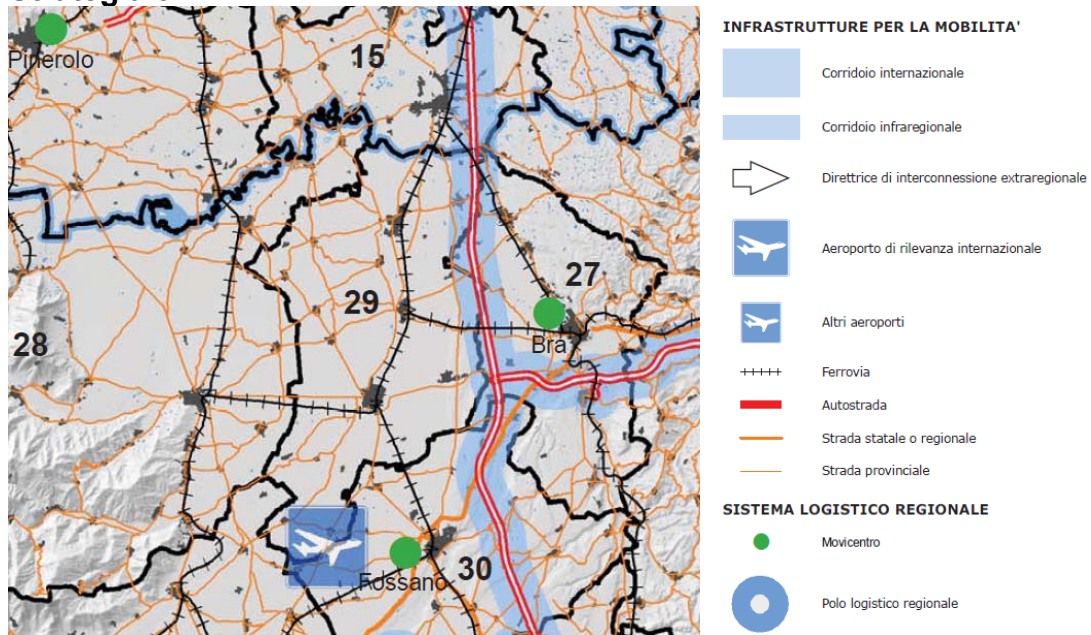 Pinerolo
15
27
29
28
Bra
Fossano
30
INFRASTRUTTURE PER LA MOBILITA'
Corridoio internazionale
Corridoio infraregionale
Direttrice di interconnessione extraregionale
Aeroporto di rilevanza internazionale
Altri aeroporti
Ferrovia
Autostrada
Strada statale o regionale
Strada provinciale
SISTEMA LOGISTICO REGIONALE
Movicentro
Polo logistico regionale